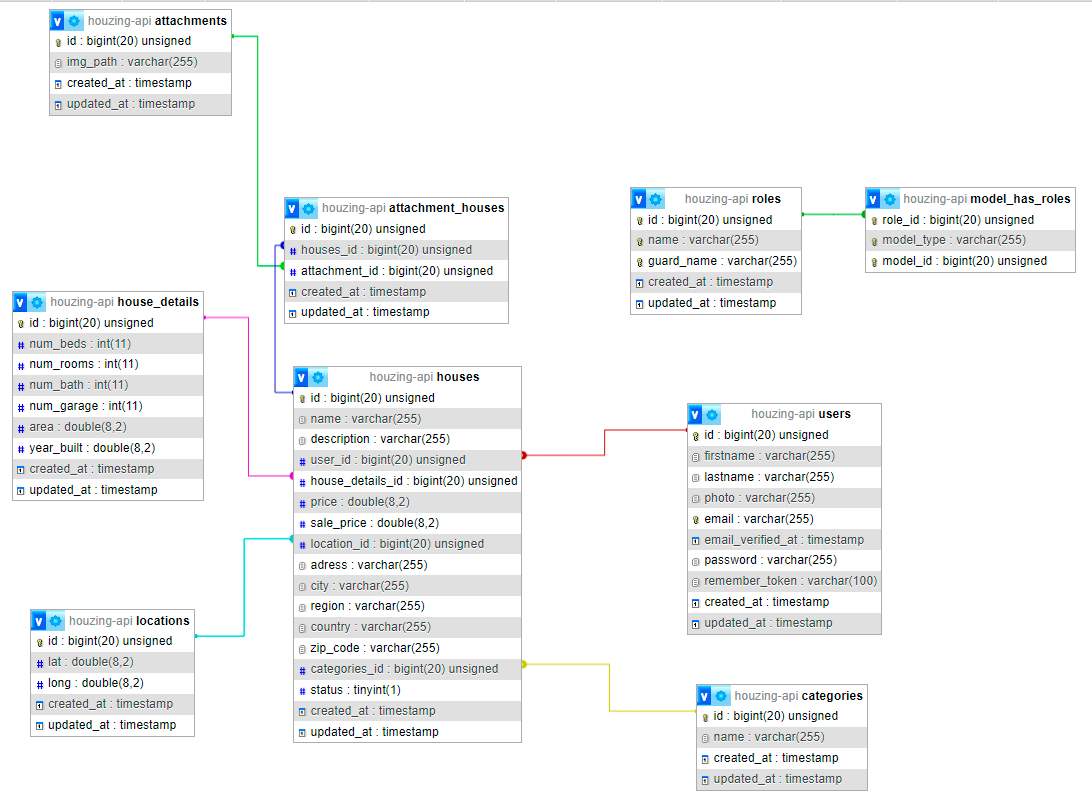 houzing-api attachments
id : bigint(20) unsigned
img_path : varchar(255)
created_at : timestamp
updated_at : timestamp
houzing-api attachment_houses
id : bigint(20) unsigned
houses_id : bigint(20) unsigned
attachment_id : bigint(20) unsigned
created_at : timestamp
updated_at : timestamp
houzing-api roles
id : bigint(20) unsigned
name : varchar(255)
guard_name : varchar(255)
created_at : timestamp
updated_at : timestamp
houzing-api model_has_roles
role_id : bigint(20) unsigned
model_type : varchar(255)
model_id : bigint(20) unsigned
houzing-api house_details
id : bigint(20) unsigned
num_beds : int(11)
num_rooms : int(11)
num_bath : int(11)
num_garage : int(11)
area : double(8,2)
year_built : double(8,2)
created_at : timestamp
updated_at : timestamp
houzing-api houses
id : bigint(20) unsigned
name : varchar(255)
description : varchar(255)
user_id : bigint(20) unsigned
house_details_id : bigint(20) unsigned
price : double(8,2)
sale_price : double(8,2)
location_id : bigint(20) unsigned
adress : varchar(255)
city : varchar(255)
region : varchar(255)
country : varchar(255)
zip_code : varchar(255)
categories_id : bigint(20) unsigned
status : tinyint(1)
created_at : timestamp
updated_at : timestamp
houzing-api users
id : bigint(20) unsigned
firstname : varchar(255)
lastname : varchar(255)
photo : varchar(255)
email : varchar(255)
email_verified_at : timestamp
password : varchar(255)
remember_token : varchar(100)
created_at : timestamp
updated_at : timestamp
houzing-api locations
id : bigint(20) unsigned
lat : double(8,2)
long : double(8,2)
created_at : timestamp
updated_at : timestamp
houzing-api categories
id : bigint(20) unsigned
name : varchar(255)
created_at : timestamp
updated_at : timestamp